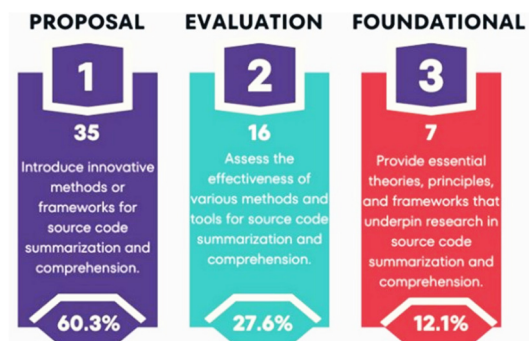 PROPOSAL
1
35
Introduce innovative
methods or
frameworks for
source code
summarization and
comprehension.
60.3%
EVALUATION
2
16
Assess the
effectiveness of
various methods and
tools for source code
summarization and
comprehension.
27.6%
FOUNDATIONAL
3
7
Provide essential
theories, principles,
and frameworks that
underpin research in
source code
summarization and
comprehension.
12.1%